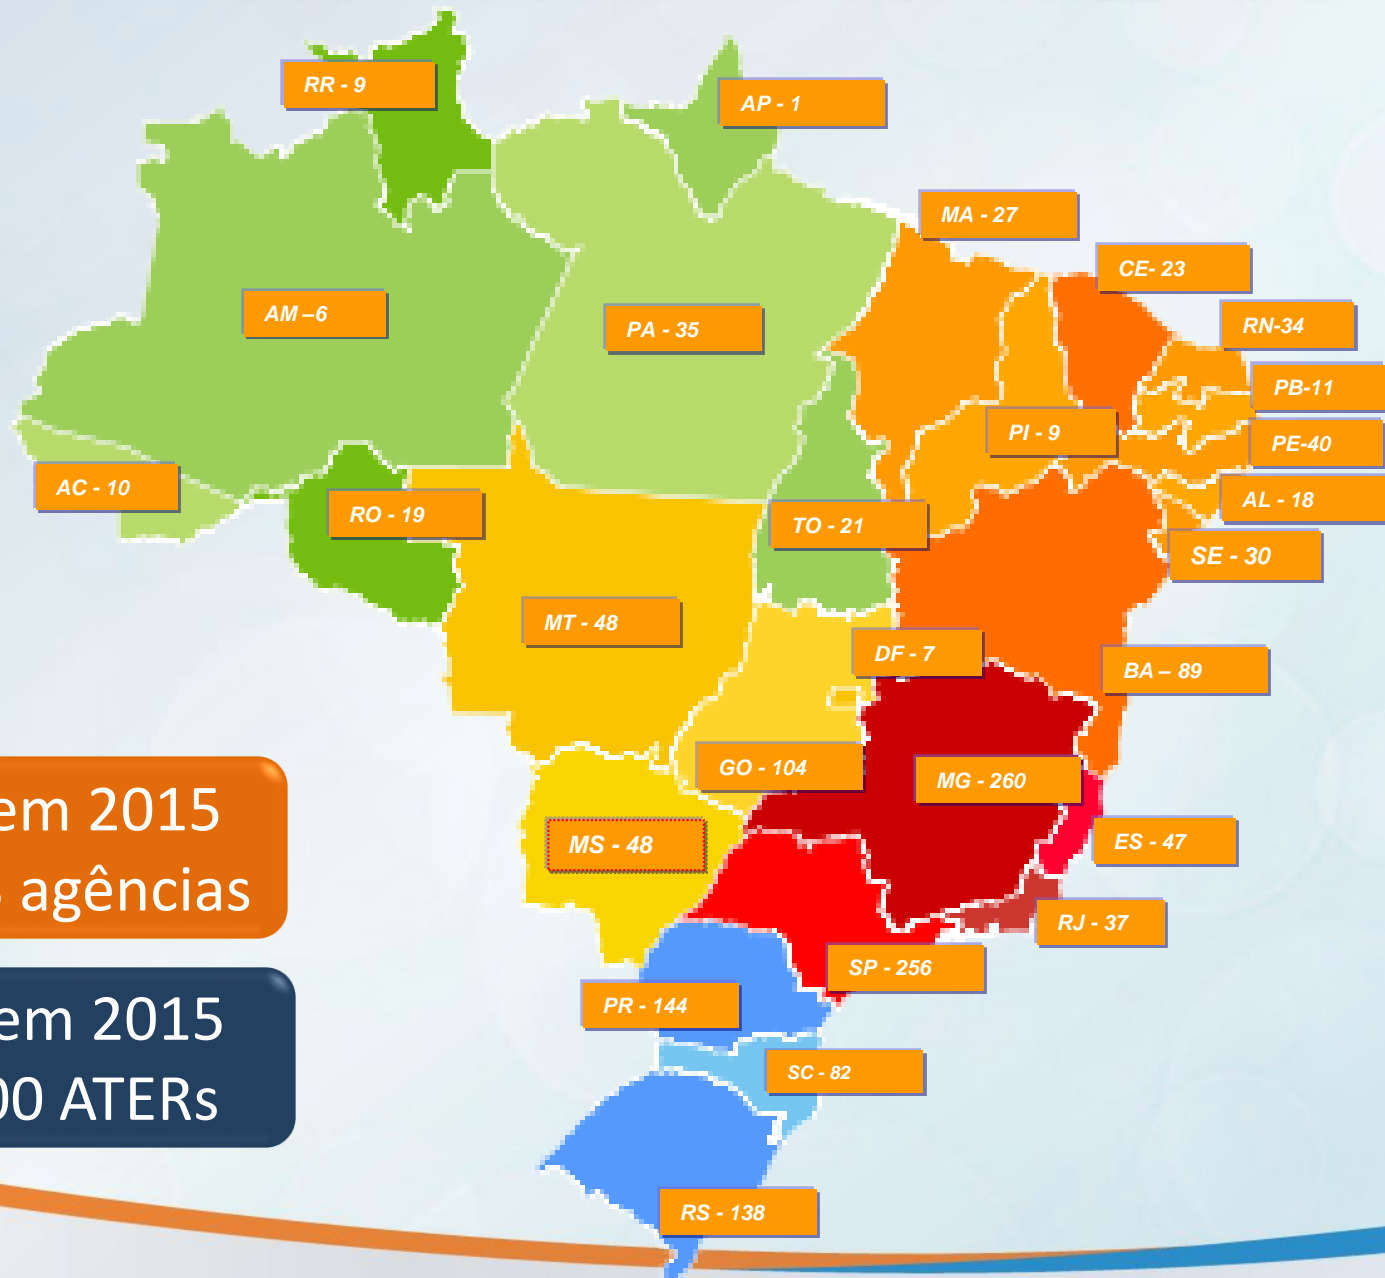 RR - 9
AP - 1
MA - 27
CE- 23
RN-34
AM –6
PA - 35
PB-11
PI - 9
PE-40
AC - 10
AL - 18
RO - 19
TO - 21
SE - 30
MT - 48
DF - 7
BA – 89
GO - 104
MG - 260
em 2015
agências
MS - 48
ES - 47
RJ - 37
SP - 256
em 2015
ATERs
PR - 144
SC - 82
RS - 138